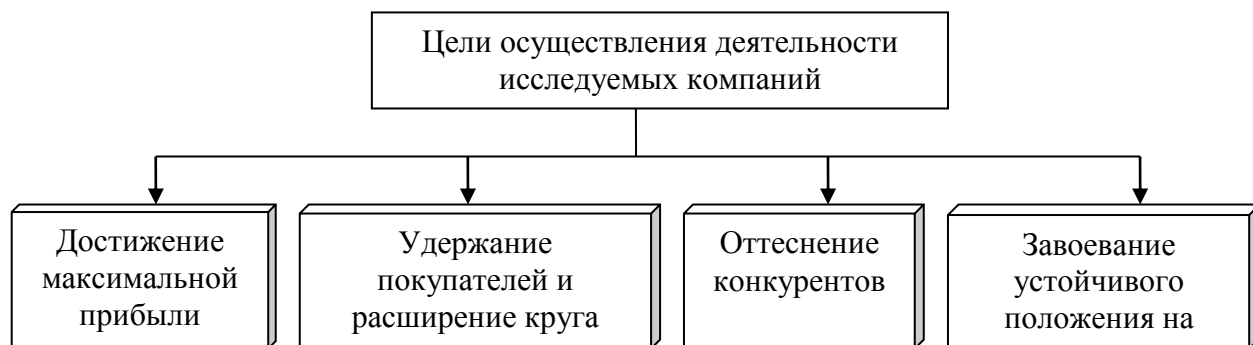 Цели осуществления деятельности
исследуемых компаний
Достижение
максимальной
прибыли
Удержание
покупателей и
расширение круга
Оттеснение
конкурентов
Завоевание
устойчивого
положения на